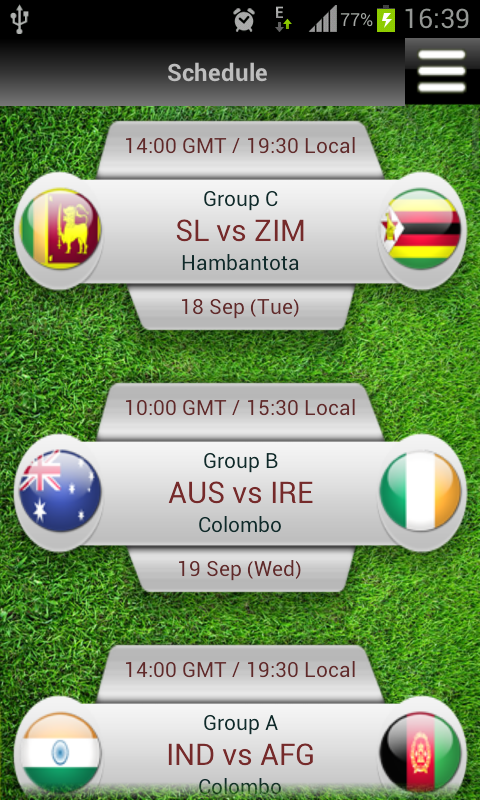 E
77%
16:39
Schedule
14:00 GMT / 19:30 Local
Group C
SL vs ZIM
Hambantota
18 Sep (Tue)
10:00 GMT / 15:30 Local
Group B
AUS vs IRE
Colombo
19 Sep (Wed)
14:00 GMT / 19:30 Local
Group A
IND vs AFG
Colombo